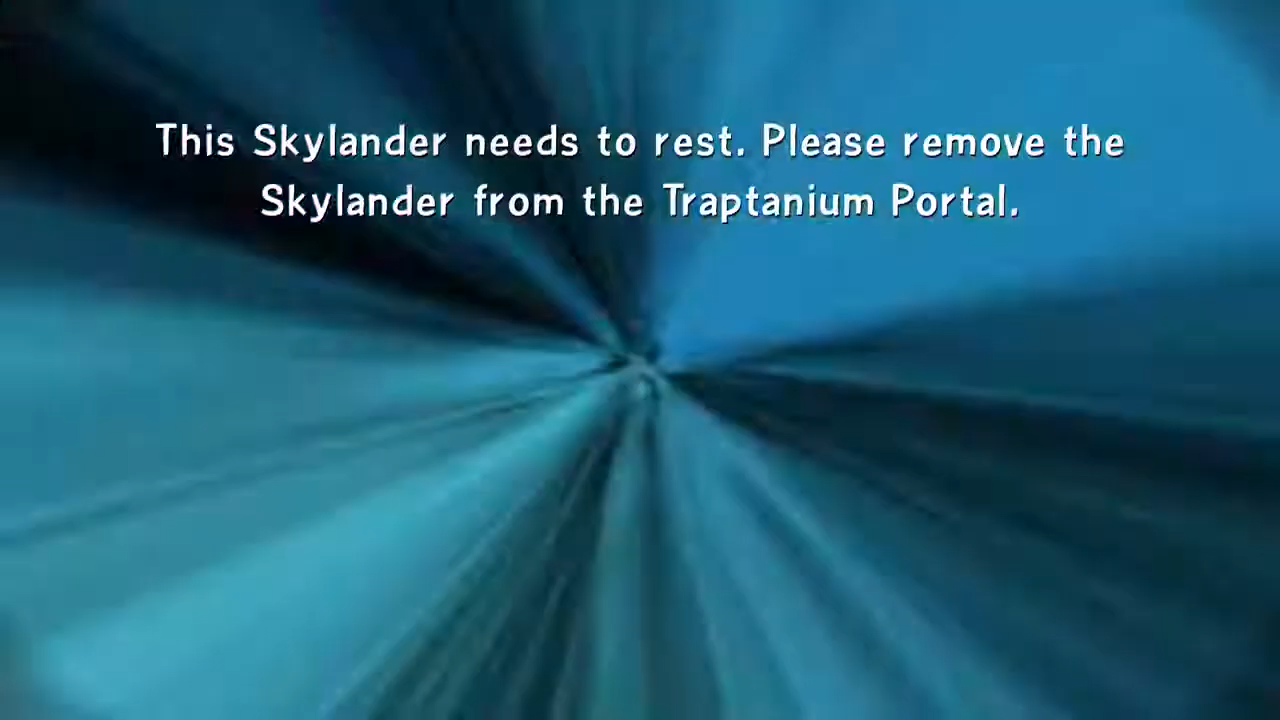 This Skylander needs to rest. Please remove the
Skylander from the Traptanium Portal.